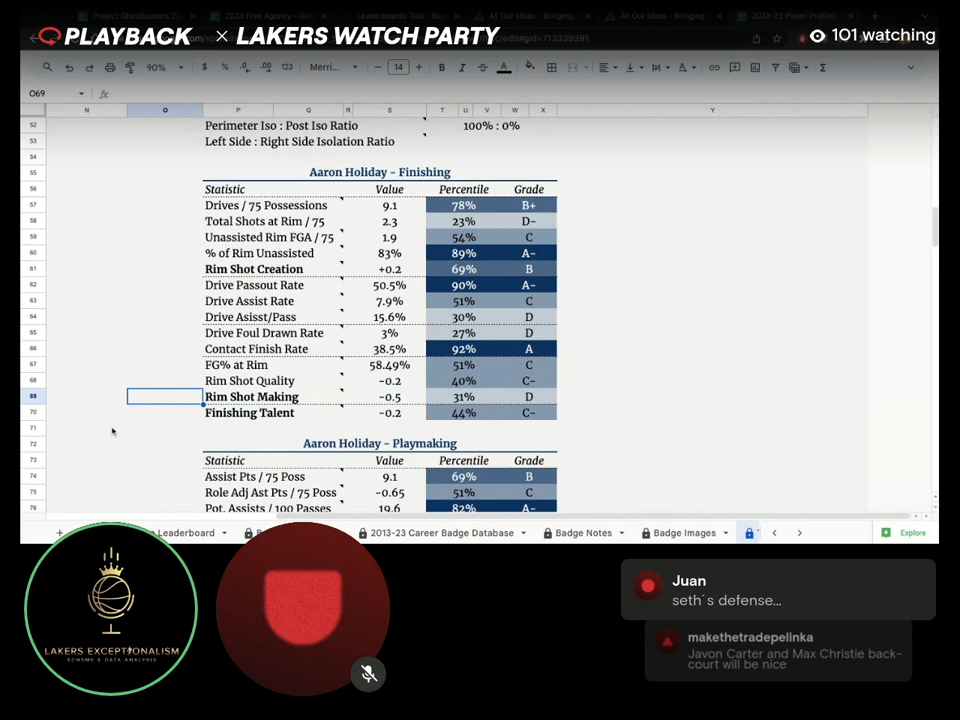 PLAYBACK × LAKERS WATCH PARTY
101 watching
Project Ghostbusters
2023 Free Agency - Go
Leaderboards Tool - Bo
All Our Ideas - Bringing
All Our Ideas - Bringing
2013-23 Player Profiles
90% $ % .0 .00 123 Merri... − 14 + B I S A
O69 fx
N O P Q R S T U V W X Y
52 Perimeter Iso : Post Iso Ratio 100% : 0%
53 Left Side : Right Side Isolation Ratio
54
55 Aaron Holiday - Finishing
56 Statistic Value Percentile Grade
57 Drives / 75 Possessions 9.1 78% B+
58 Total Shots at Rim / 75 2.3 23% D-
59 Unassisted Rim FGA / 75 1.9 54% C
60 % of Rim Unassisted 83% 89% A-
61 Rim Shot Creation +0.2 69% B
62 Drive Passout Rate 50.5% 90% A-
63 Drive Assist Rate 7.9% 51% C
64 Drive Asisst/Pass 15.6% 30% D
65 Drive Foul Drawn Rate 3% 27% D
66 Contact Finish Rate 38.5% 92% A
67 FG% at Rim 58.49% 51% C
68 Rim Shot Quality -0.2 40% C-
69 Rim Shot Making -0.5 31% D
70 Finishing Talent -0.2 44% C-
71
72 Aaron Holiday - Playmaking
73 Statistic Value Percentile Grade
74 Assist Pts / 75 Poss 9.1 69% B
75 Role Adj Ast Pts / 75 Poss -0.65 51% C
76 Pot. Assists / 100 Passes 19.6 82% A-
Leaderboard 2013-23 Career Badge Database Badge Notes Badge Images Explore
LAKERS EXCEPTIONALISM
SCHEME & DATA ANALYSIS
Juan
seth´s defense...
makethetradepelinka
Javon Carter and Max Christie back-
court will be nice